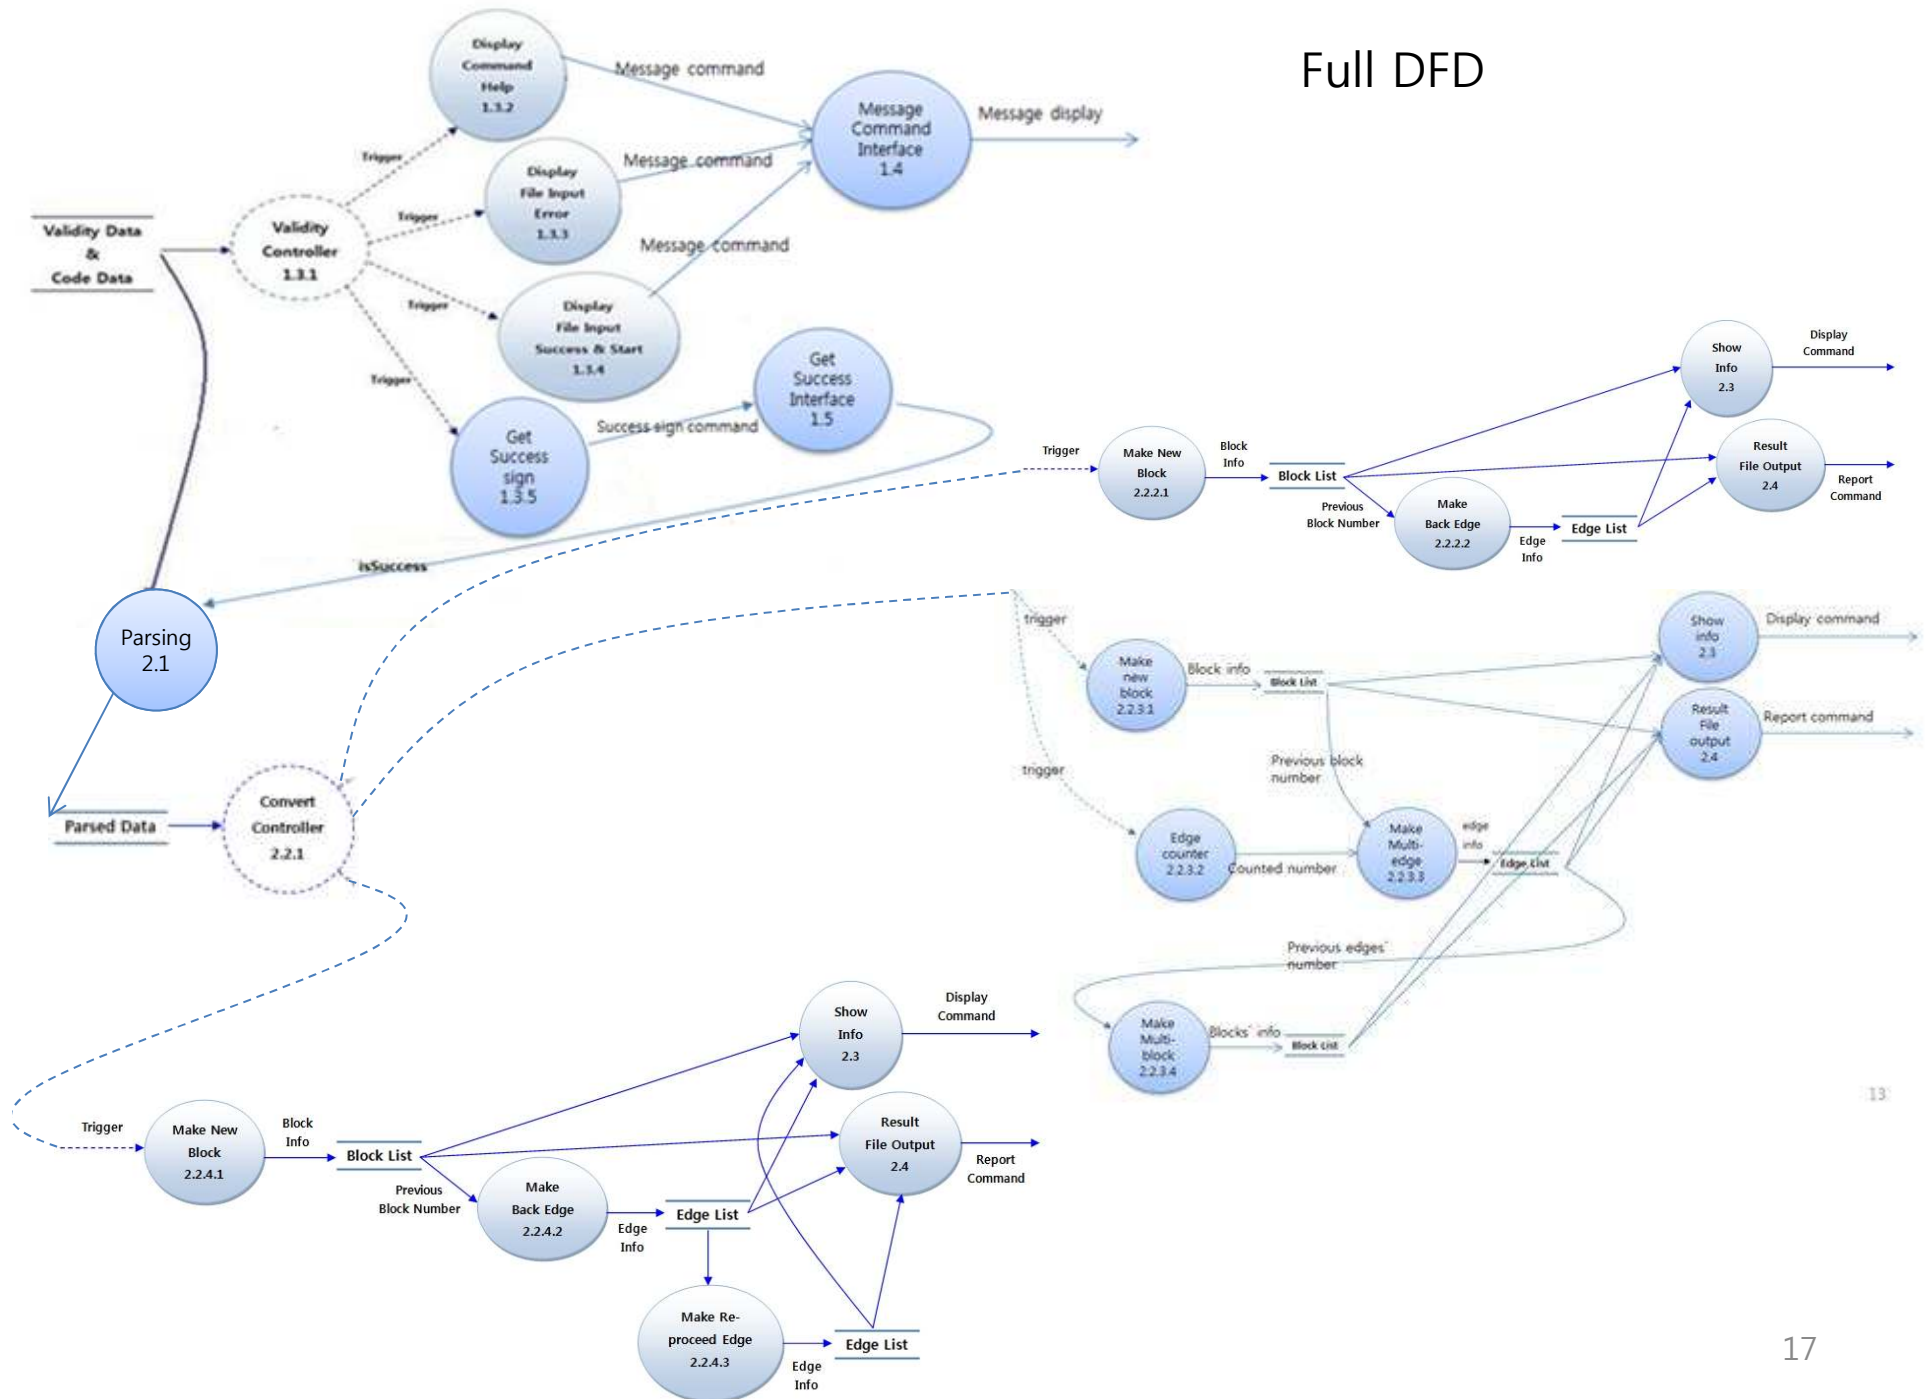 Full DFD
Display
Command
Help
1.3.2
Message command
Message
Command
Interface
1.4
Message display
Trigger
Display
File Input
Error
1.3.3
Message command
Trigger
Validity Data
&
Code Data
Validity
Controller
1.3.1
Message command
Trigger
Display
File Input
Success & Start
1.3.4
Trigger
Get
Success
Interface
1.5
Success sign command
Get
Success
sign
1.3.5
isSuccess
Parsing
2.1
Parsed Data
Convert
Controller
2.2.1
Trigger
Make New
Block
2.2.2.1
Block
Info
Block List
Previous
Block Number
Make
Back Edge
2.2.2.2
Edge
Info
Edge List
Show
Info
2.3
Display
Command
Result
File Output
2.4
Report
Command
trigger
Make
new
block
2.2.3.1
Block info
Block List
Show
info
2.3
Display command
Result
File
output
2.4
Report command
trigger
Previous block
number
Edge
counter
2.2.3.2
Counted number
Make
Multi-
edge
2.2.3.3
edge
info
Edge List
Previous edges'
number
Make
Multi-
block
2.2.3.4
Blocks' info
Block List
13
Trigger
Make New
Block
2.2.4.1
Block
Info
Block List
Previous
Block Number
Make
Back Edge
2.2.4.2
Edge
Info
Edge List
Show
Info
2.3
Display
Command
Result
File Output
2.4
Report
Command
Make Re-
proceed Edge
2.2.4.3
Edge
Info
Edge List
17